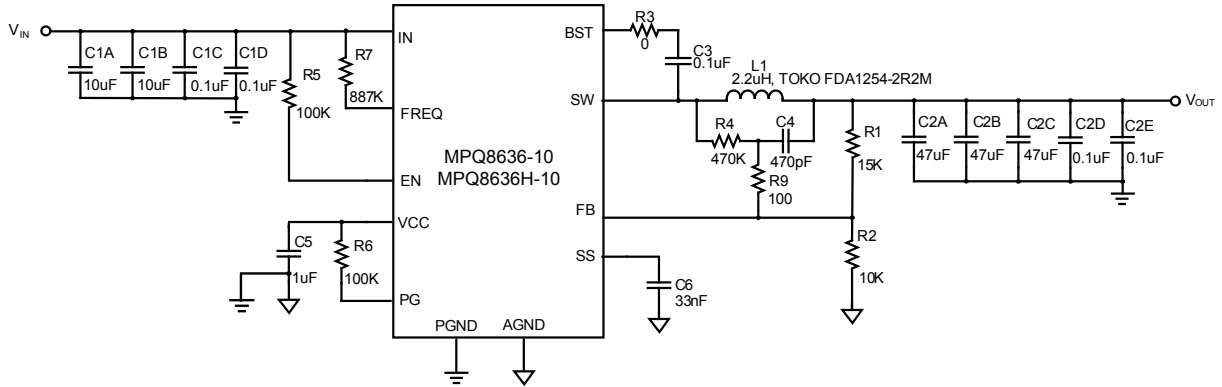 V_IN
C1A
10uF
C1B
10uF
C1C
0.1uF
C1D
0.1uF
R5
100K
R7
887K
IN
FREQ
EN
VCC
PG
PGND
AGND
BST
SW
FB
SS
MPQ8636-10
MPQ8636H-10
C5
1uF
R6
100K
R3
0
C3
0.1uF
L1
2.2uH, TOKO FDA1254-2R2M
R4
470K
C4
470pF
R9
100
R1
15K
R2
10K
C6
33nF
C2A
47uF
C2B
47uF
C2C
47uF
C2D
0.1uF
C2E
0.1uF
V_OUT